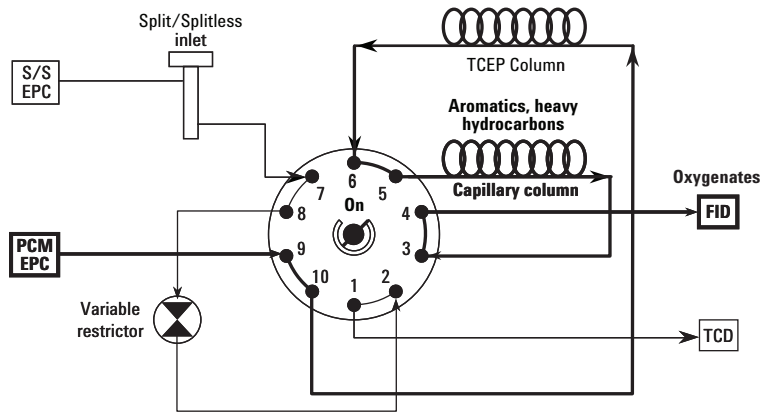 Split/Splitless
inlet
S/S
EPC
TCEP Column
Aromatics, heavy
hydrocarbons
Capillary column
Oxygenates
FID
PCM
EPC
6
5
7
On
8
4
9
3
10
1
2
Variable
restrictor
TCD